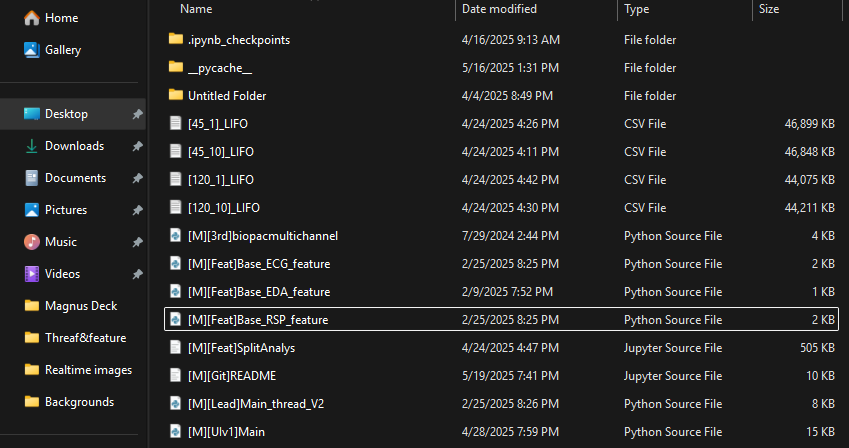 Home
Gallery
Desktop
Downloads
Documents
Pictures
Music
Videos
Magnus Deck
Threaf&feature
Realtime images
Backgrounds
Name Date modified Type Size
.ipynb_checkpoints 4/16/2025 9:13 AM File folder
__pycache__ 5/16/2025 1:31 PM File folder
Untitled Folder 4/4/2025 8:49 PM File folder
[45_1]_LIFO 4/24/2025 4:26 PM CSV File 46,899 KB
[45_10]_LIFO 4/24/2025 4:11 PM CSV File 46,848 KB
[120_1]_LIFO 4/24/2025 4:42 PM CSV File 44,075 KB
[120_10]_LIFO 4/24/2025 4:30 PM CSV File 44,211 KB
[M][3rd]biopacmultichannel 7/29/2024 2:44 PM Python Source File 4 KB
[M][Feat]Base_ECG_feature 2/25/2025 8:25 PM Python Source File 2 KB
[M][Feat]Base_EDA_feature 2/9/2025 7:52 PM Python Source File 1 KB
[M][Feat]Base_RSP_feature 2/25/2025 8:25 PM Python Source File 2 KB
[M][Feat]SplitAnalys 4/24/2025 4:47 PM Jupyter Source File 505 KB
[M][Git]README 5/19/2025 7:41 PM Jupyter Source File 10 KB
[M][Lead]Main_thread_V2 2/25/2025 8:26 PM Python Source File 8 KB
[M][Ulv1]Main 4/28/2025 7:59 PM Python Source File 15 KB